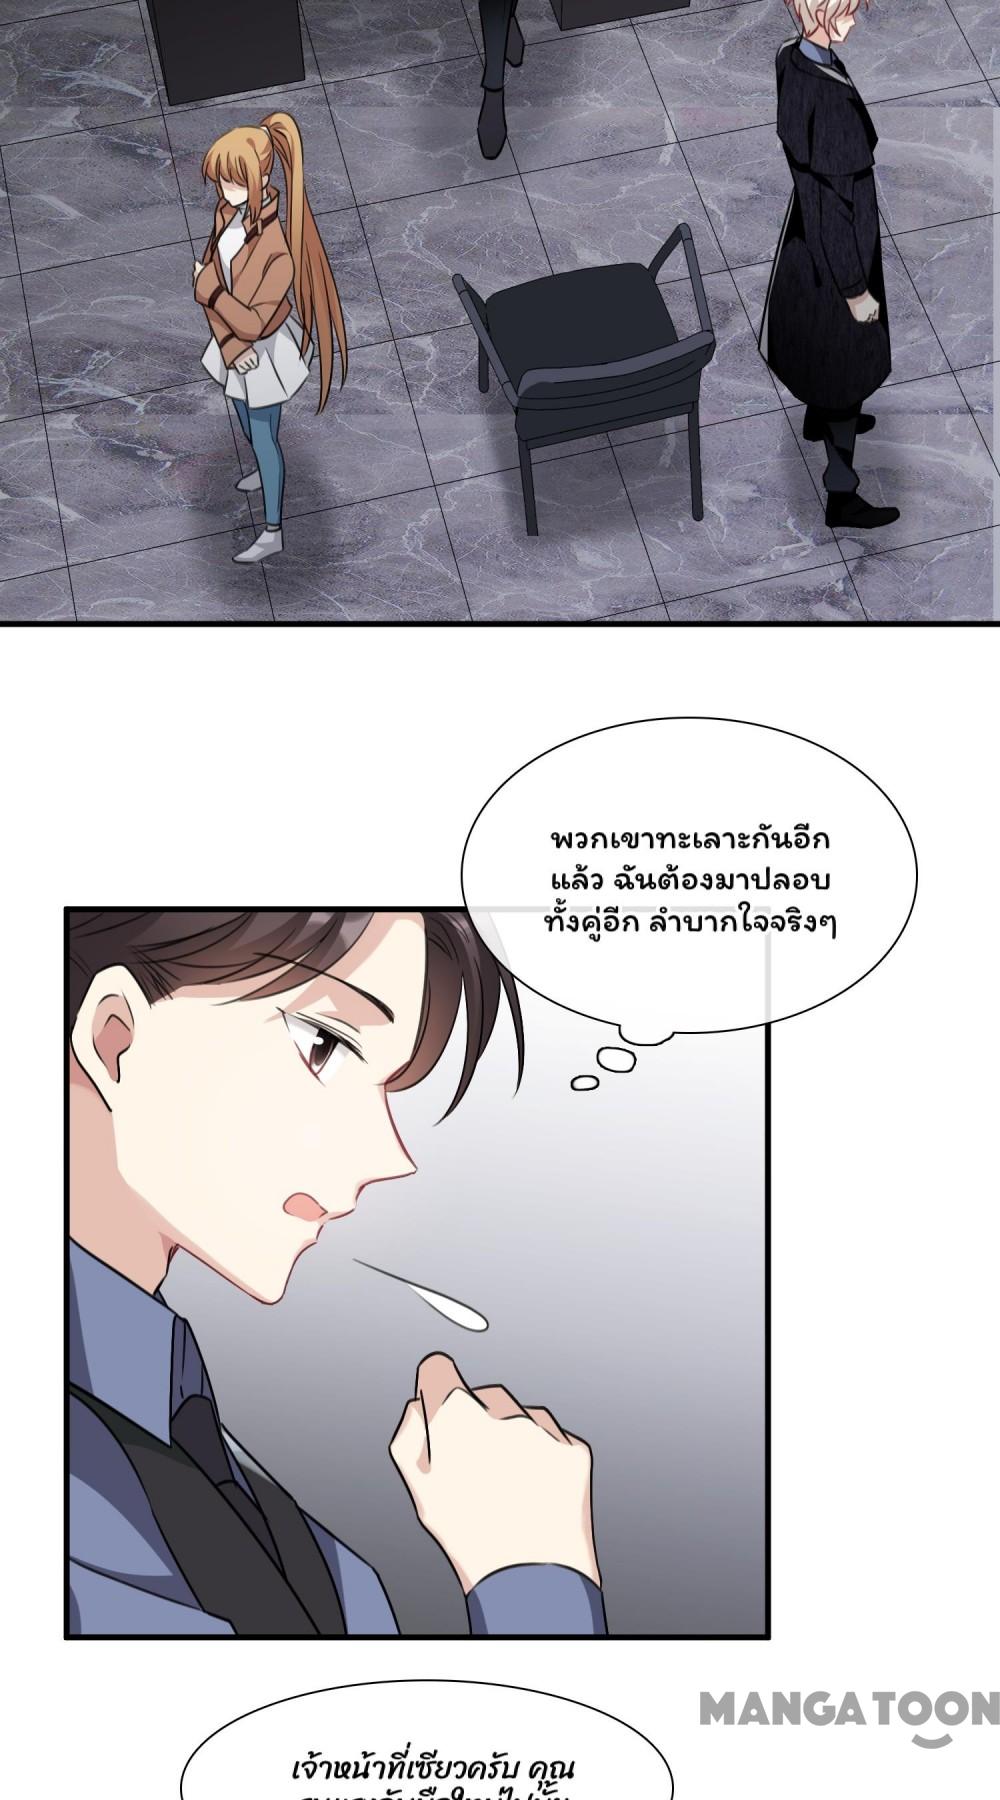 พวกเขาทะเลาะกันอีก
แล้ว ฉันต้องมาปลอบ
ทั้งคู่อีก ลำบากใจจริงๆ
MANGATOON
เจ้าหน้าที่เซียวครับ คุณ